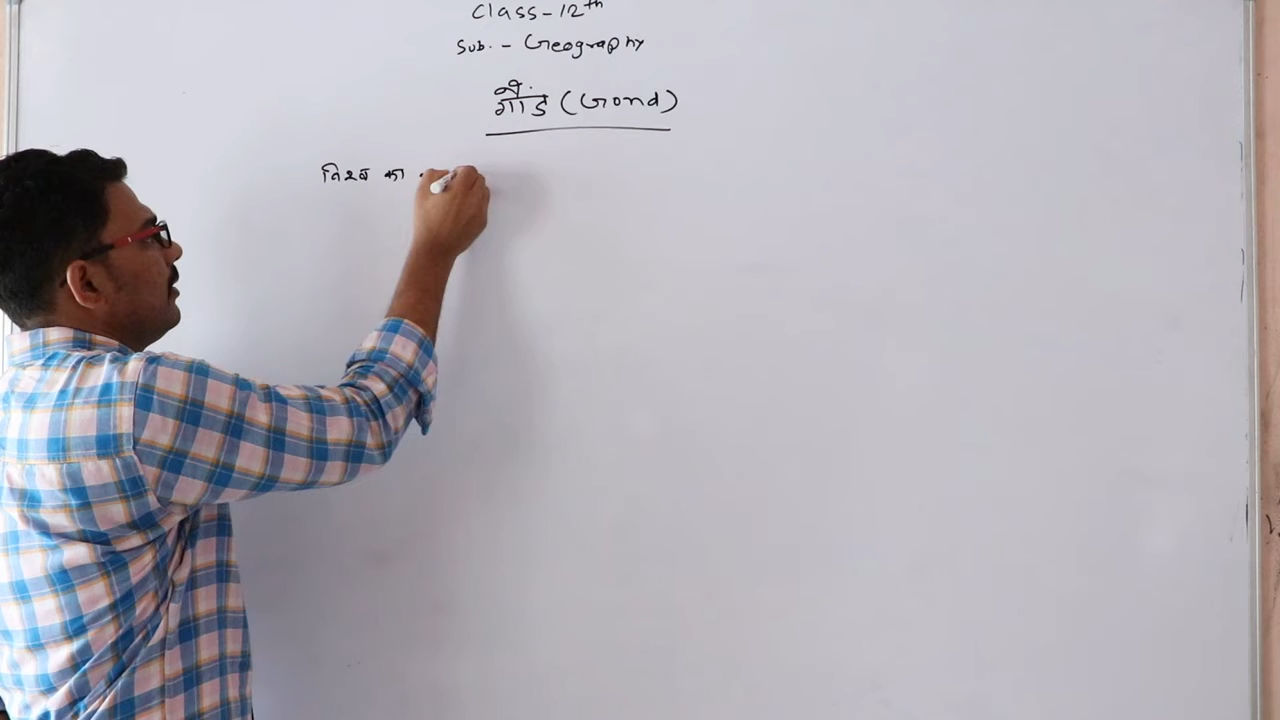 Class-12th
Sub. - Geography
गोंड (Gond)
विश्व का